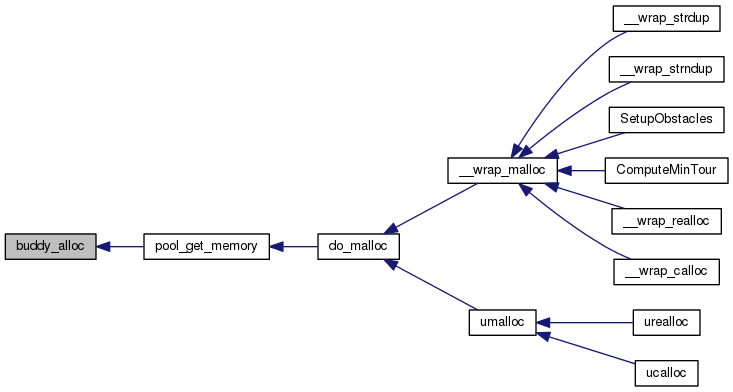 __wrap_strdup
__wrap_strndup
SetupObstacles
__wrap_malloc
ComputeMinTour
__wrap_realloc
buddy_alloc
pool_get_memory
do_malloc
__wrap_calloc
umalloc
urealloc
ucalloc